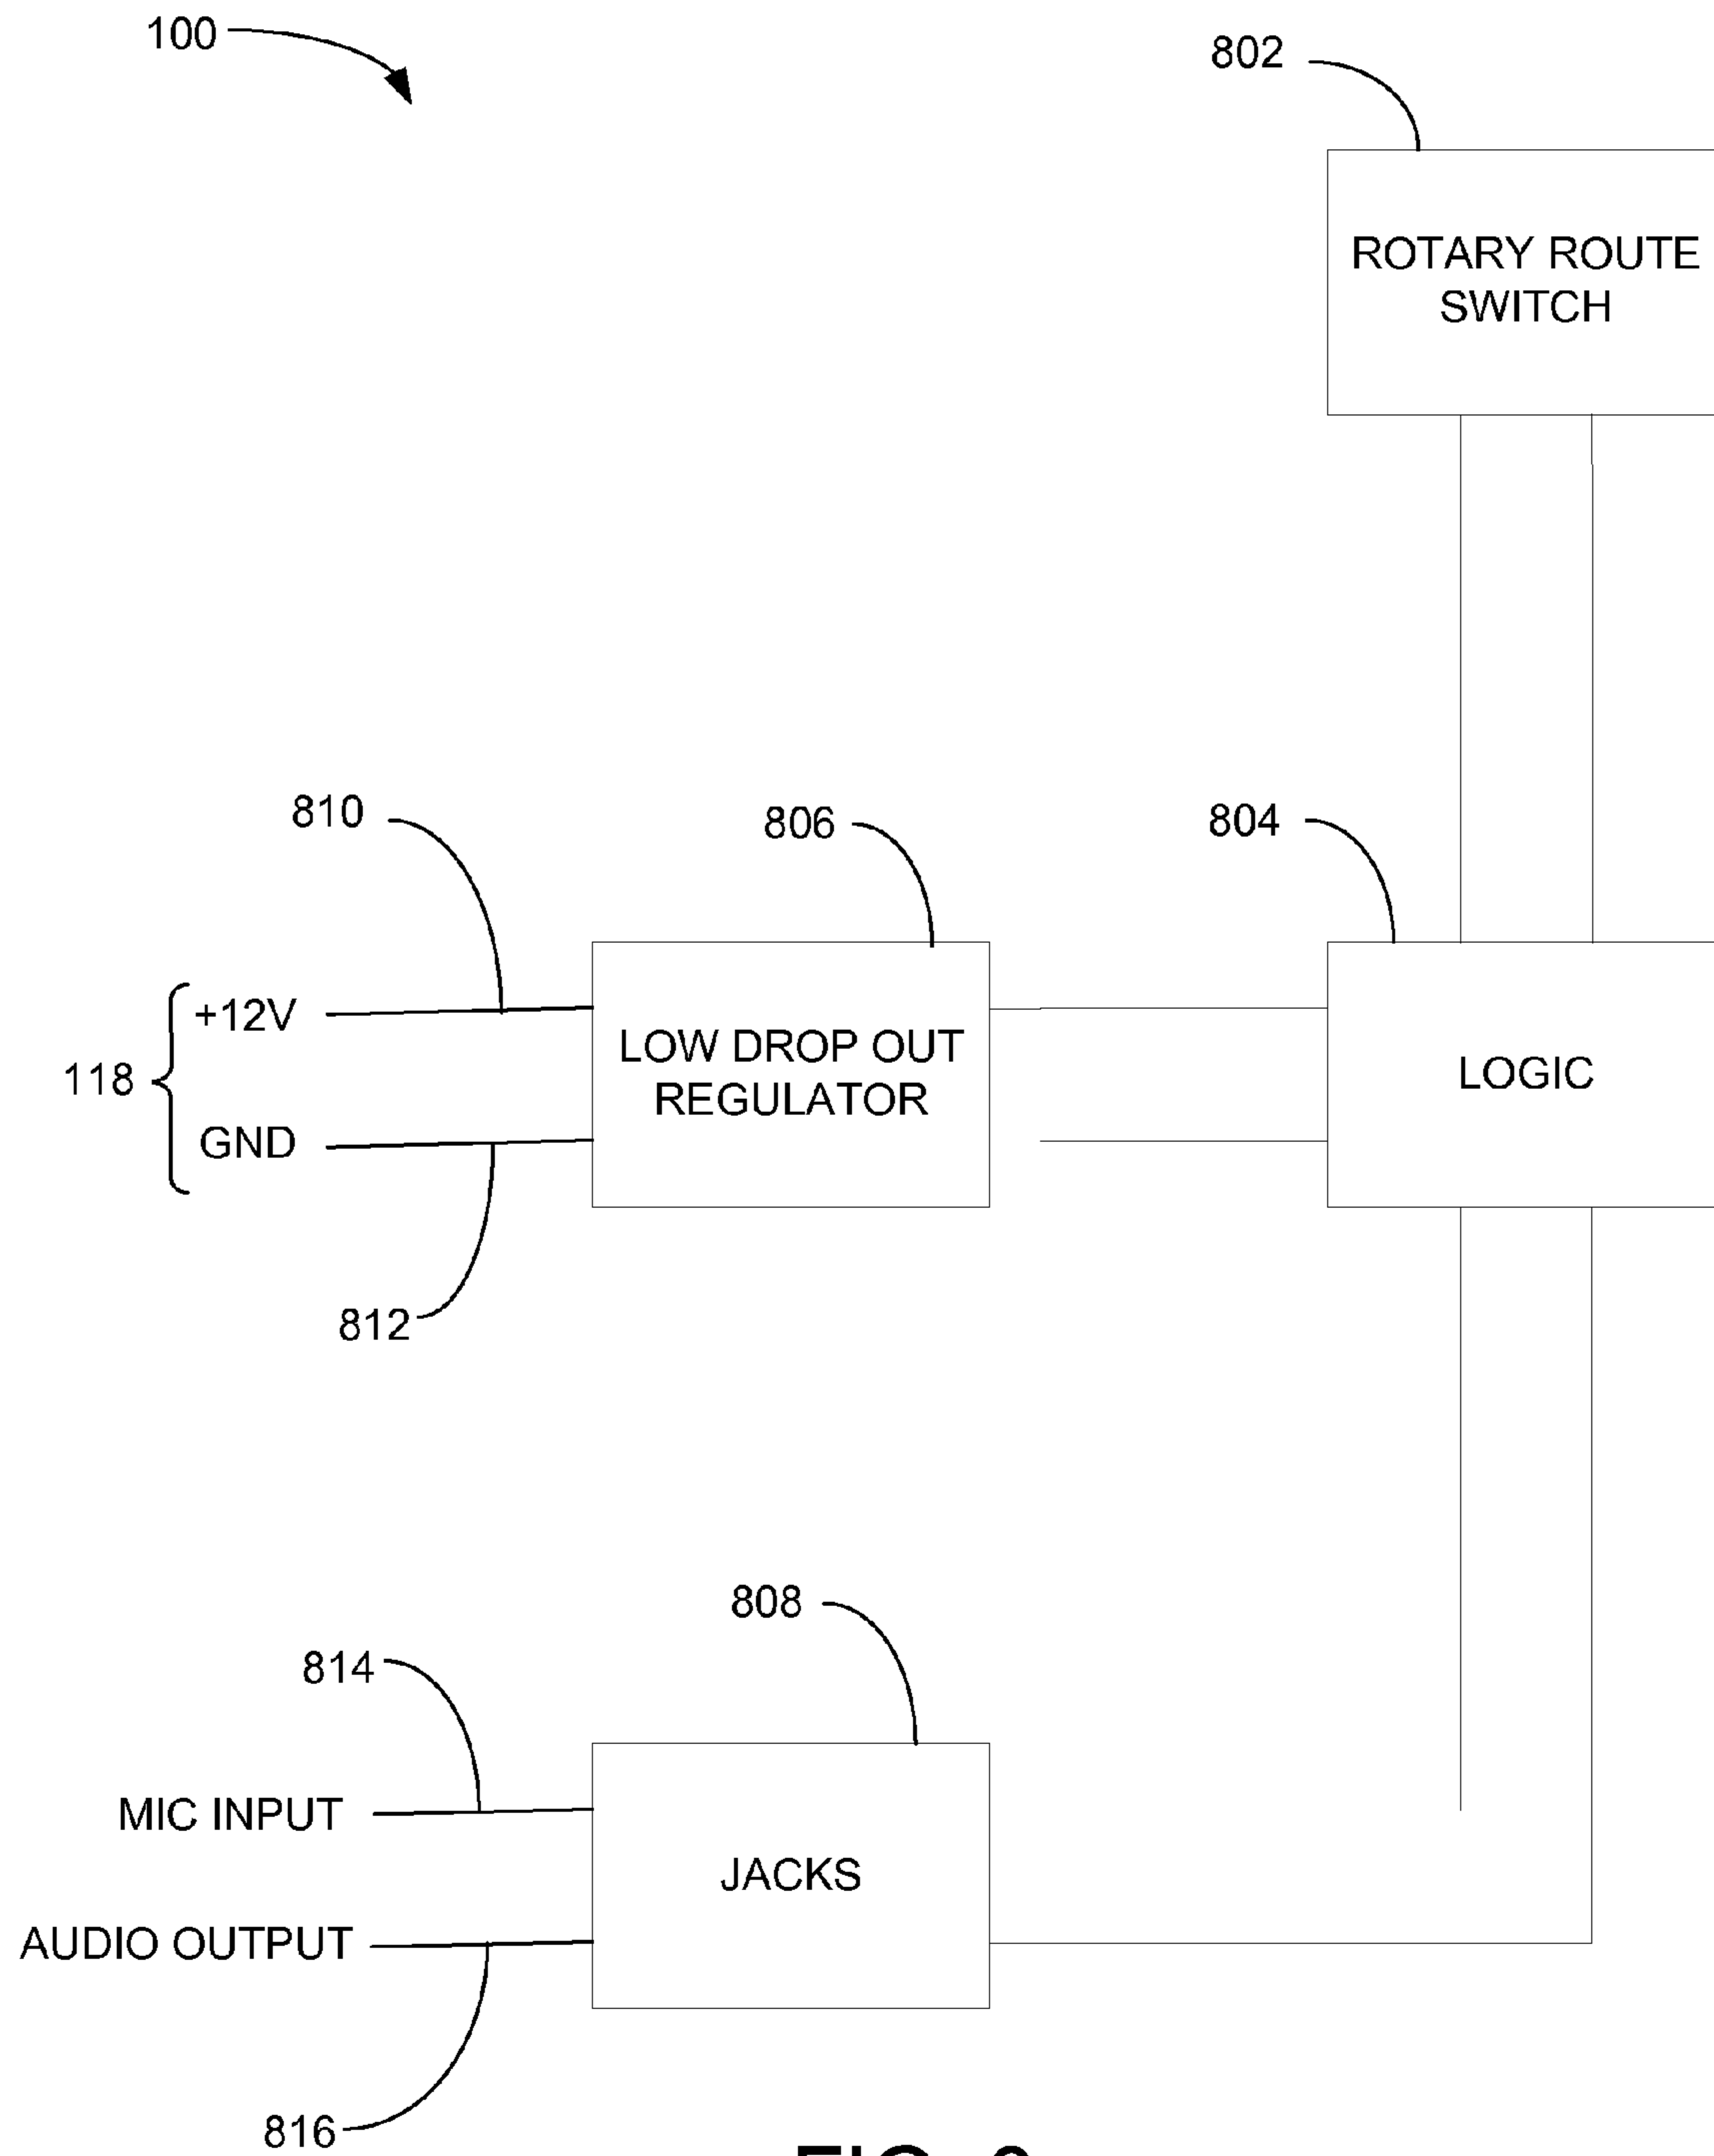 100
802
ROTARY ROUTE
SWITCH
810
806
804
+12V
LOW DROP OUT
REGULATOR
LOGIC
118
GND
812
808
814
MIC INPUT
JACKS
AUDIO OUTPUT
816
FIG.